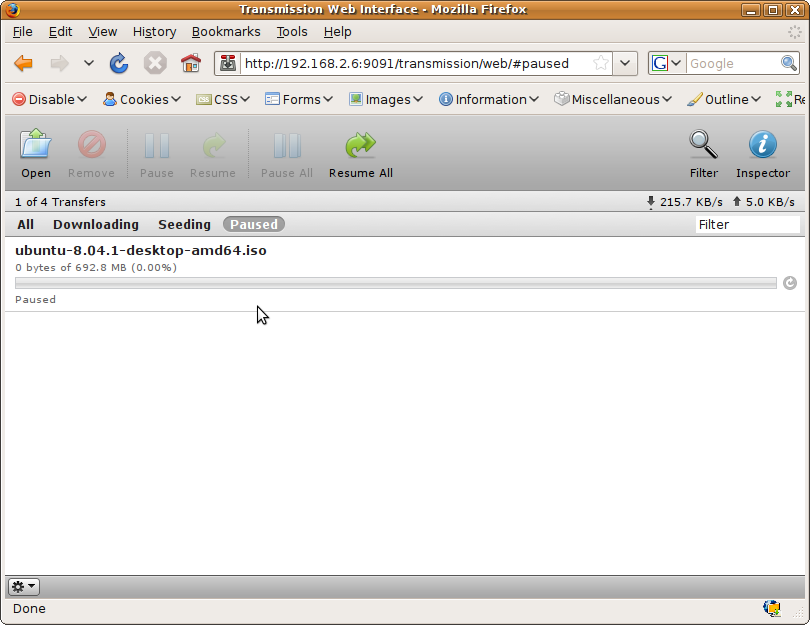 Transmission Web Interface - Mozilla Firefox
File Edit View History Bookmarks Tools Help
http://192.168.2.6:9091/transmission/web/#paused G Google
Disable Cookies CSS Forms Images Information Miscellaneous Outline Re
Open Remove Pause Resume Pause All Resume All Filter Inspector
1 of 4 Transfers 215.7 KB/s 5.0 KB/s
All Downloading Seeding Paused Filter
ubuntu-8.04.1-desktop-amd64.iso
0 bytes of 692.8 MB (0.00%)
Paused
Done